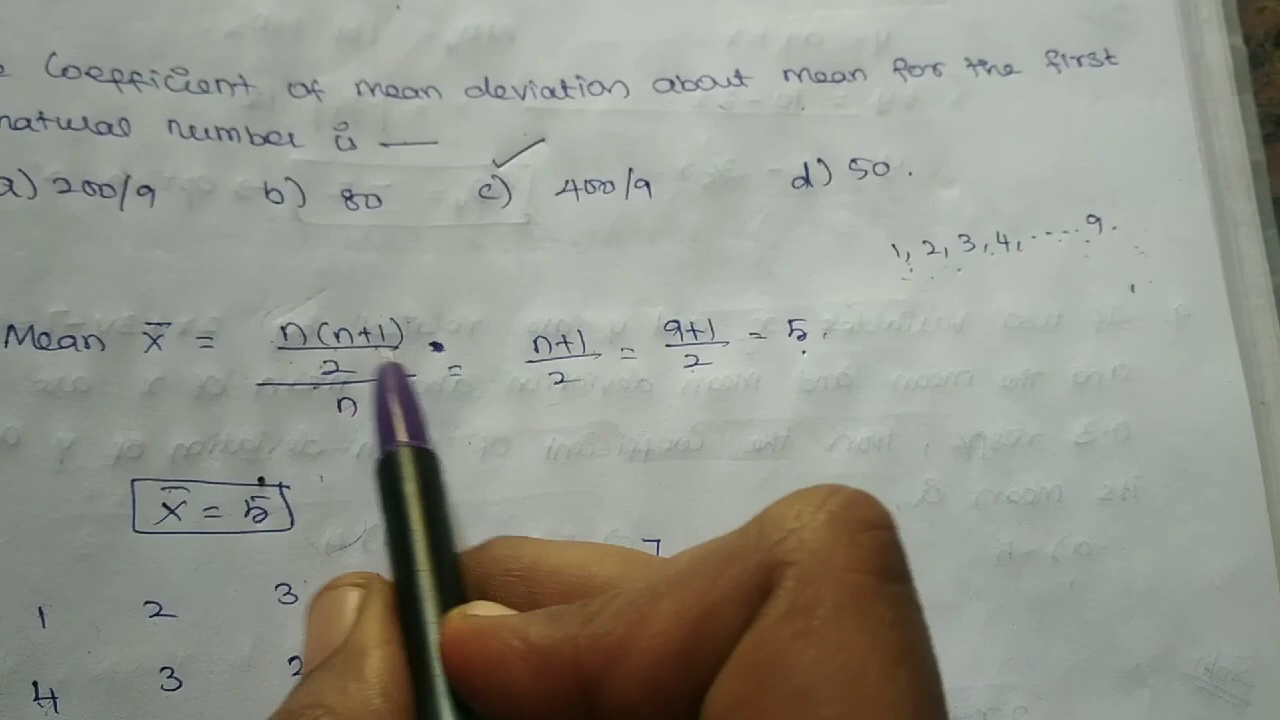 Coefficient of mean deviation about mean for the first
natural number is —
a) 200/9 b) 80 c) 400/9 d) 50.
1, 2, 3, 4, ..... 9.
Mean x̄ = n(n+1)/2 / n = n+1/2 = 9+1/2 = 5.
x̄ = 5
7
1 2 3
4 3 2